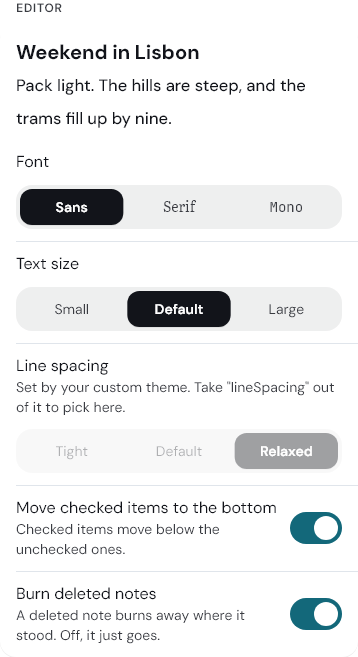 EDITOR
Weekend in Lisbon
Pack light. The hills are steep, and the
trams fill up by nine.
Font
Sans Serif Mono
Text size
Small Default Large
Line spacing
Set by your custom theme. Take "lineSpacing" out
of it to pick here.
Tight Default Relaxed
Move checked items to the bottom
Checked items move below the
unchecked ones.
Burn deleted notes
A deleted note burns away where it
stood. Off, it just goes.